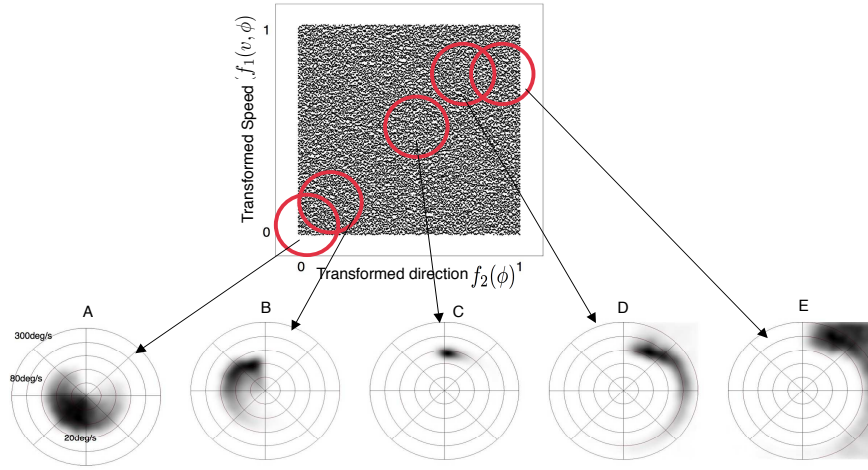 1
Transformed Speed f₁(v, ϕ)
0
0
Transformed direction f₂(ϕ)
1
A
B
C
D
E
300deg/s
80deg/s
20deg/s